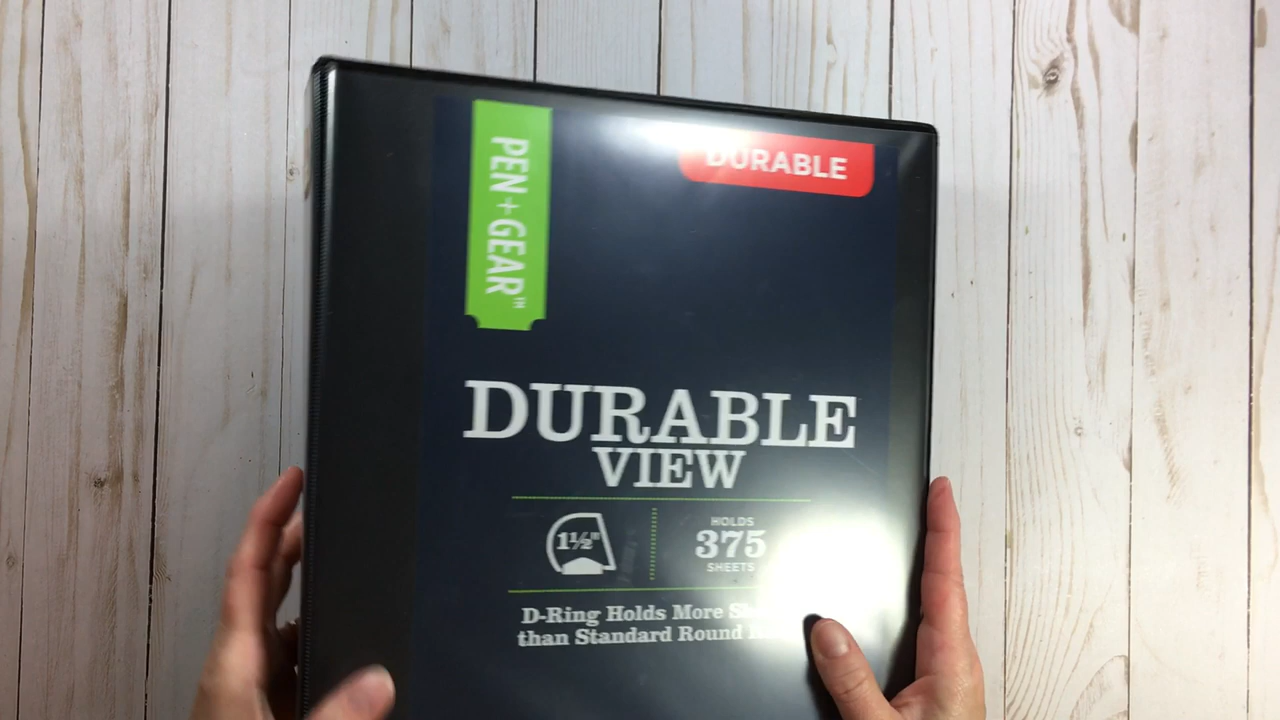 PEN+GEAR™
DURABLE
DURABLE
VIEW
1½"
HOLDS
375
SHEETS
D-Ring Holds More
than Standard Round